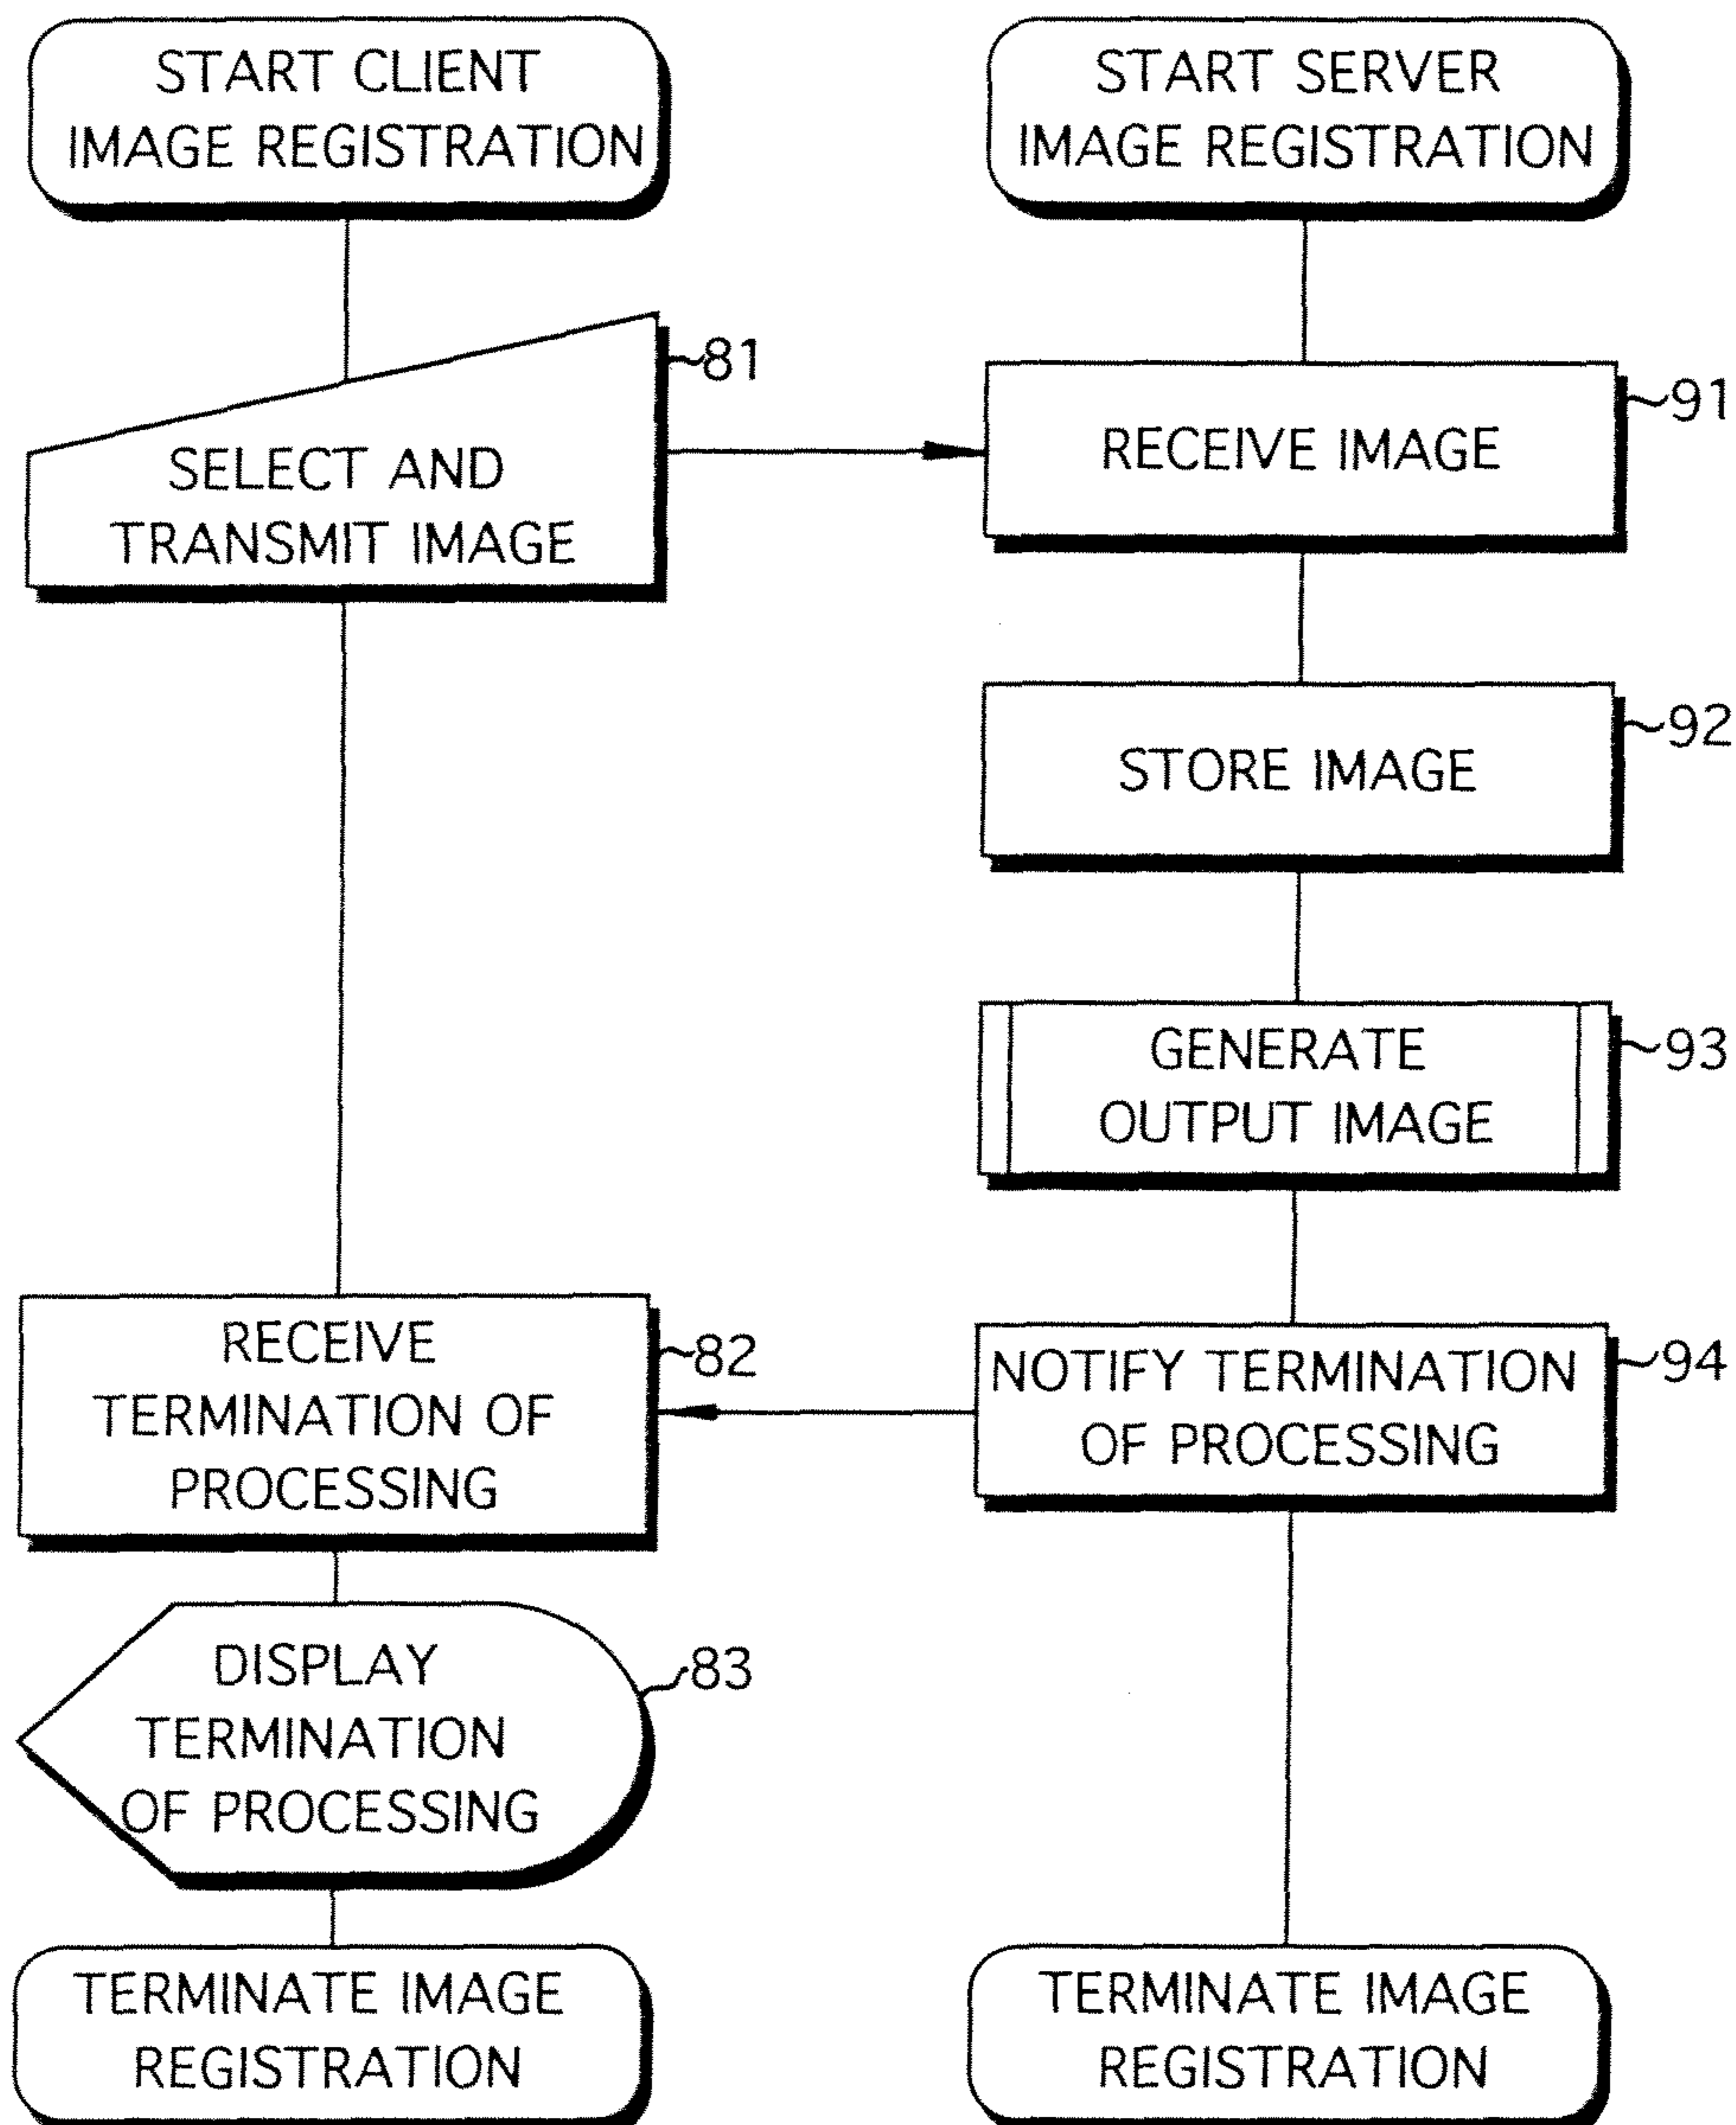 START CLIENT
IMAGE REGISTRATION
81
SELECT AND
TRANSMIT IMAGE
RECEIVE
TERMINATION OF
PROCESSING
82
DISPLAY
TERMINATION
OF PROCESSING
83
TERMINATE IMAGE
REGISTRATION
START SERVER
IMAGE REGISTRATION
91
RECEIVE IMAGE
92
STORE IMAGE
93
GENERATE
OUTPUT IMAGE
94
NOTIFY TERMINATION
OF PROCESSING
TERMINATE IMAGE
REGISTRATION